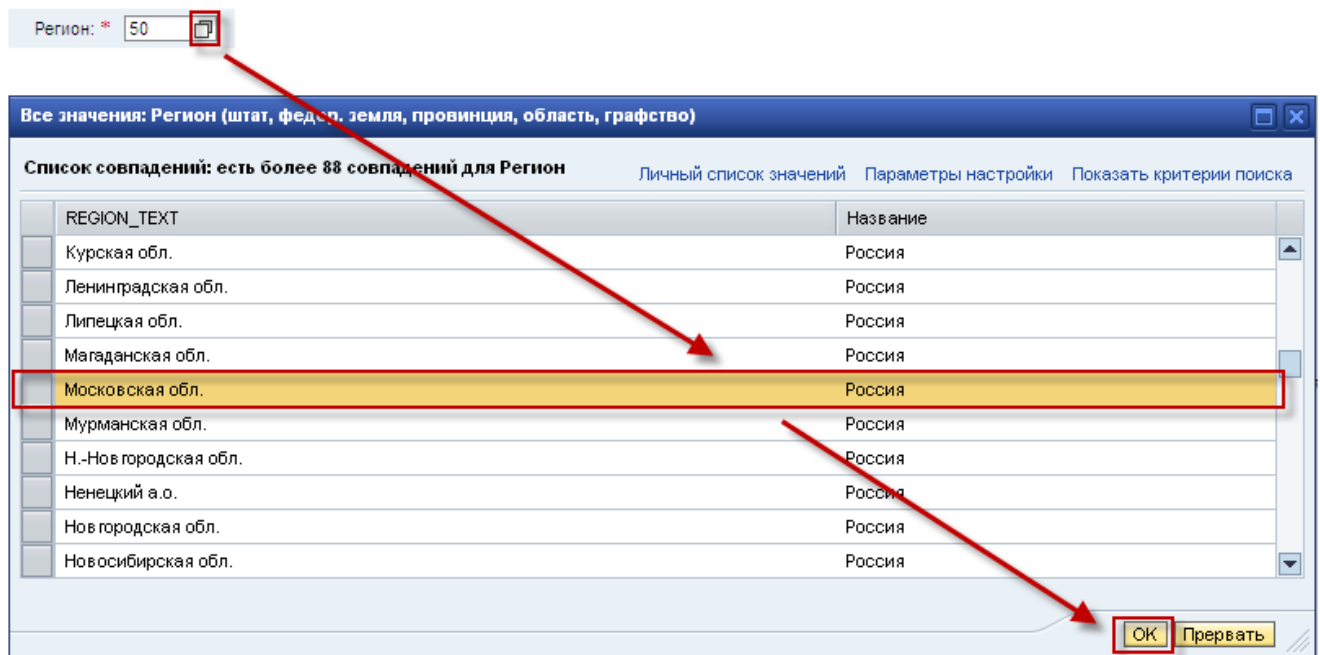 Регион: * 50
Все значения: Регион (штат, федер. земля, провинция, область, графство)
Список совпадений: есть более 88 совпадений для Регион Личный список значений Параметры настройки Показать критерии поиска
REGION_TEXT Название
Курская обл. Россия
Ленинградская обл. Россия
Липецкая обл. Россия
Магаданская обл. Россия
Московская обл. Россия
Мурманская обл. Россия
Н.-Новгородская обл. Россия
Ненецкий а.о. Россия
Новгородская обл. Россия
Новосибирская обл. Россия
OK Прервать